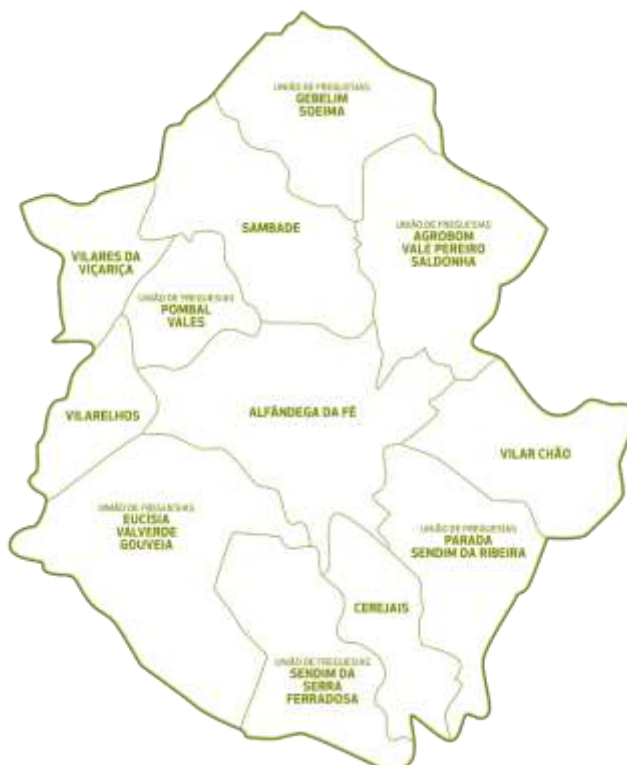 UNIÃO DE FREGUESIAS
GEBELIM
SOEIMA
SAMBADE
UNIÃO DE FREGUESIAS
AGROBOM
VALE PEREIRO
SALDONHA
VILARES DA
VIÇARIÇA
UNIÃO DE FREGUESIAS
POMBAL
VALES
VILARELHOS
ALFÂNDEGA DA FÉ
VILAR CHÃO
UNIÃO DE FREGUESIAS
EUCÍSIA
VALVERDE
GOUVEIA
UNIÃO DE FREGUESIAS
PARADA
SENDIM DA RIBEIRA
CEREJAIS
UNIÃO DE FREGUESIAS
SENDIM DA
SERRA
FERRADOSA